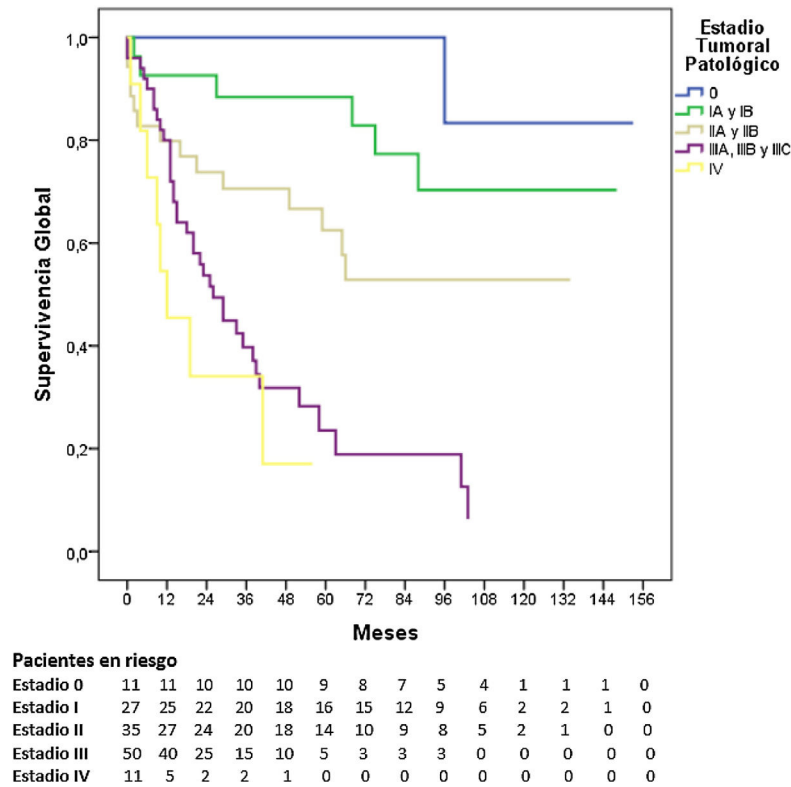 Estadio
Tumoral
Patológico
0
IA y IB
IIA y IIB
IIIA, IIIB y IIIC
IV
Supervivencia Global
1,0
0,8
0,6
0,4
0,2
0,0
0 12 24 36 48 60 72 84 96 108 120 132 144 156
Meses
Pacientes en riesgo
Estadio 0 11 11 10 10 10 9 8 7 5 4 1 1 1 0
Estadio I 27 25 22 20 18 16 15 12 9 6 2 2 1 0
Estadio II 35 27 24 20 18 14 10 9 8 5 2 1 0 0
Estadio III 50 40 25 15 10 5 3 3 3 0 0 0 0 0
Estadio IV 11 5 2 2 1 0 0 0 0 0 0 0 0 0